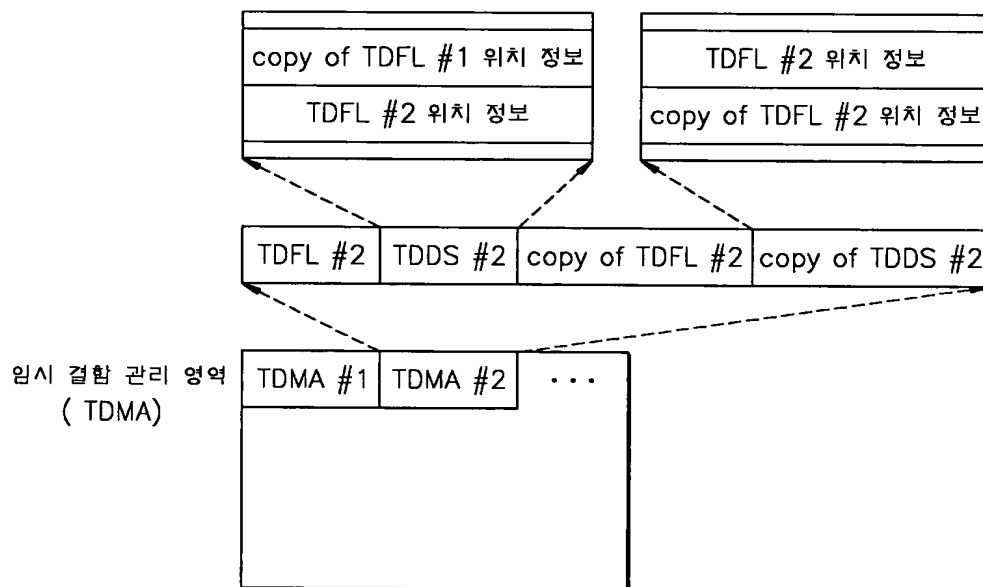 copy of TDFL #1 위치 정보
TDFL #2 위치 정보
TDFL #2 위치 정보
copy of TDFL #2 위치 정보
TDFL #2 TDDS #2 copy of TDFL #2 copy of TDDS #2
임시 결함 관리 영역
( TDMA)
TDMA #1 TDMA #2 ···